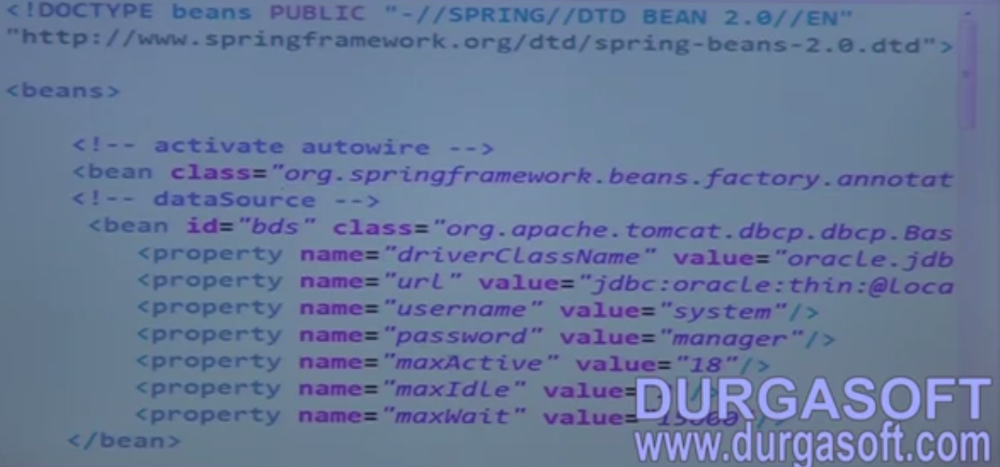 <!DOCTYPE beans PUBLIC "-//SPRING//DTD BEAN 2.0//EN"
"http://www.springframework.org/dtd/spring-beans-2.0.dtd">
<beans>
<!-- activate autowire -->
<bean class="org.springframework.beans.factory.annotat
<!-- dataSource -->
<bean id="bds" class="org.apache.tomcat.dbcp.dbcp.Bas
<property name="driverClassName" value="oracle.jdb
<property name="url" value="jdbc:oracle:thin:@Loca
<property name="username" value="system"/>
<property name="password" value="manager"/>
<property name="maxActive" value="18"/>
<property name="maxIdle" value=
<property name="maxWait" value="15000"/>
</bean>
DURGASOFT
www.durgasoft.com